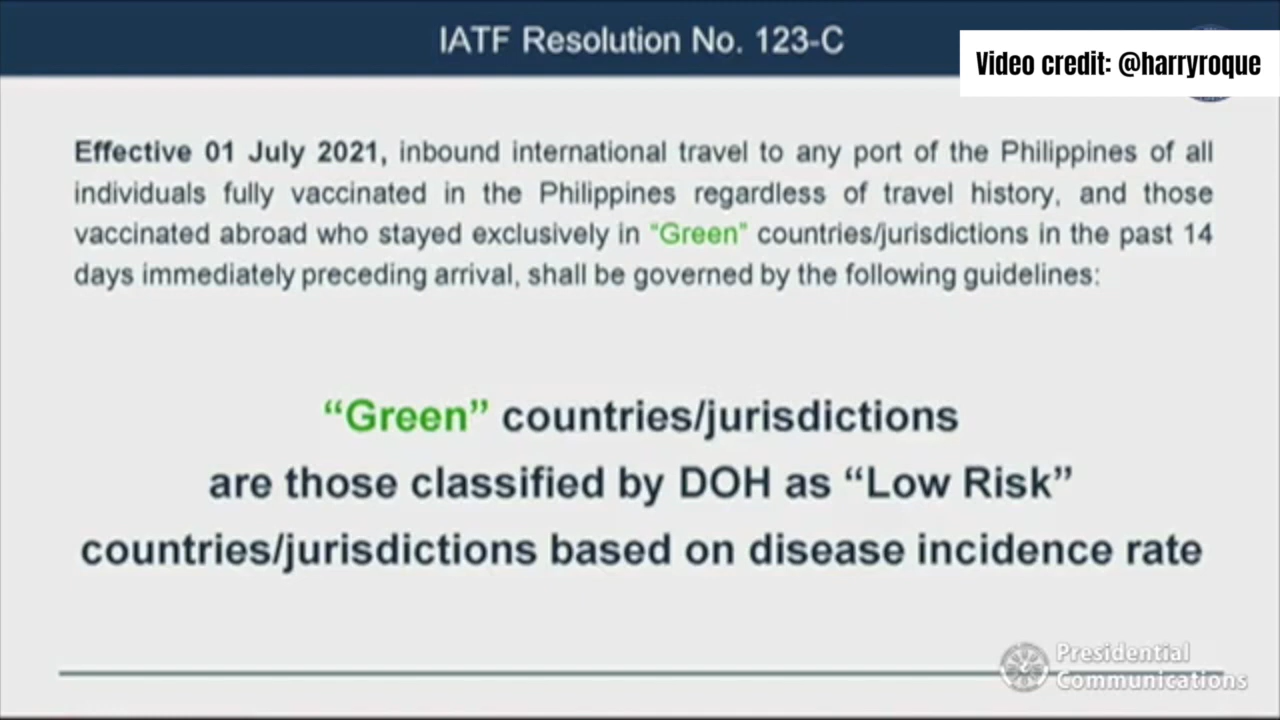 IATF Resolution No. 123-C
Video credit: @harryroque
Effective 01 July 2021, inbound international travel to any port of the Philippines of all
individuals fully vaccinated in the Philippines regardless of travel history, and those
vaccinated abroad who stayed exclusively in “Green” countries/jurisdictions in the past 14
days immediately preceding arrival, shall be governed by the following guidelines:
“Green” countries/jurisdictions
are those classified by DOH as “Low Risk”
countries/jurisdictions based on disease incidence rate
Presidential
Communications